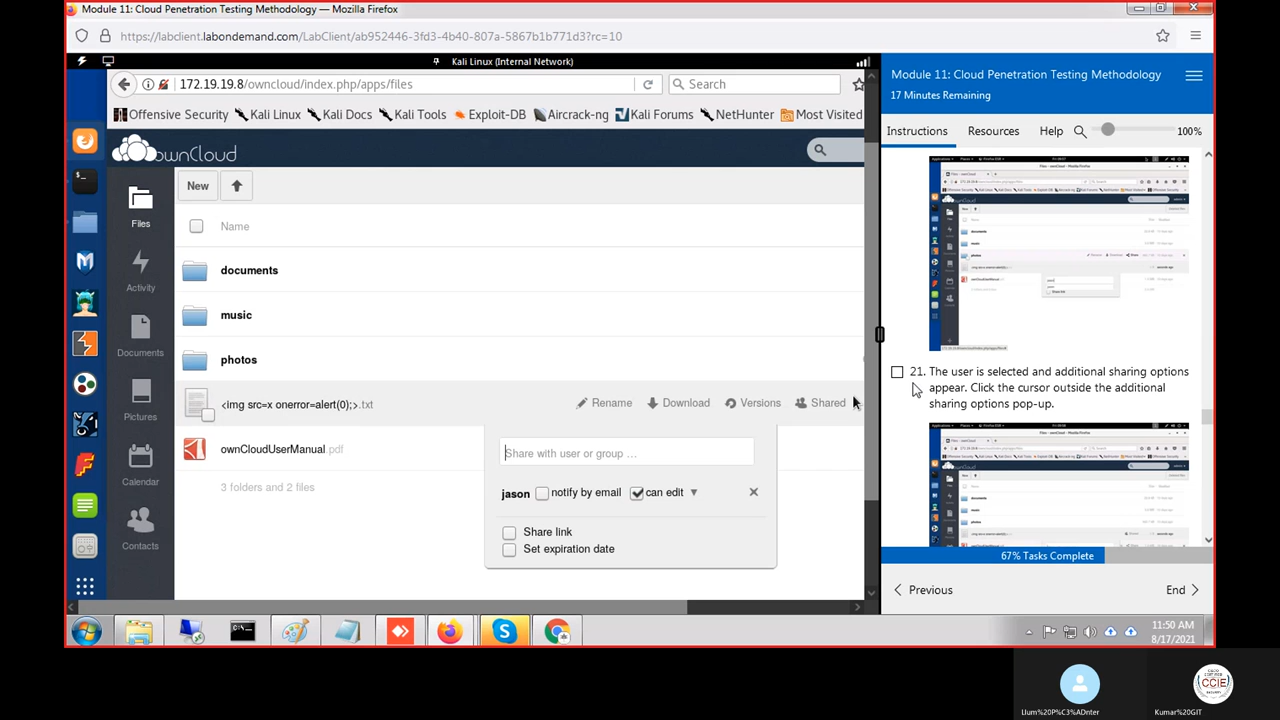 Module 11: Cloud Penetration Testing Methodology — Mozilla Firefox
https://labclient.labondemand.com/LabClient/ab952446-3fd3-4b40-807a-5867b1b771d3?rc=10
Kali Linux (Internal Network)
172.19.19.8/owncloud/index.php/apps/files
Search
Offensive Security
Kali Linux
Kali Docs
Kali Tools
Exploit-DB
Aircrack-ng
Kali Forums
NetHunter
Most Visited
ownCloud
New
Files
Activity
Documents
Pictures
Calendar
Contacts
Name
documents
music
photos
<img src=x onerror=alert(0);>.txt
Rename
Download
Versions
Shared
ownCloudUserManual.pdf
3 folders and 2 files
Share with user or group …
jason
notify by email
can edit
Share link
Set expiration date
Module 11: Cloud Penetration Testing Methodology
17 Minutes Remaining
Instructions
Resources
Help
100%
21. The user is selected and additional sharing options
appear. Click the cursor outside the additional
sharing options pop-up.
67% Tasks Complete
Previous
End
11:50 AM
8/17/2021
CCIE
Llum%20P%C3%ADnter
Kumar%20GIT